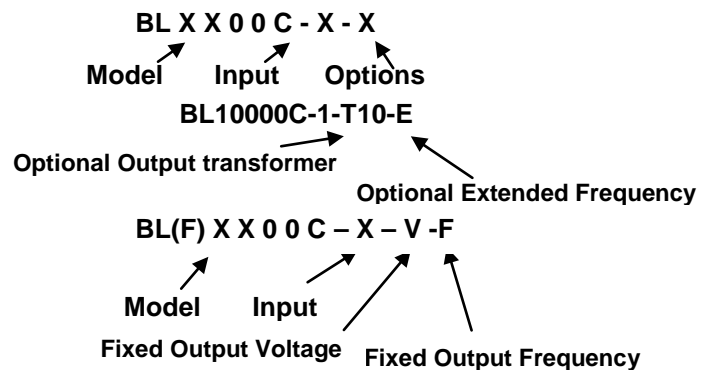 BL X X 0 0 C - X - X
Model Input Options
BL10000C-1-T10-E
Optional Output transformer
Optional Extended Frequency
BL(F) X X 0 0 C – X – V -F
Model Input
Fixed Output Voltage Fixed Output Frequency